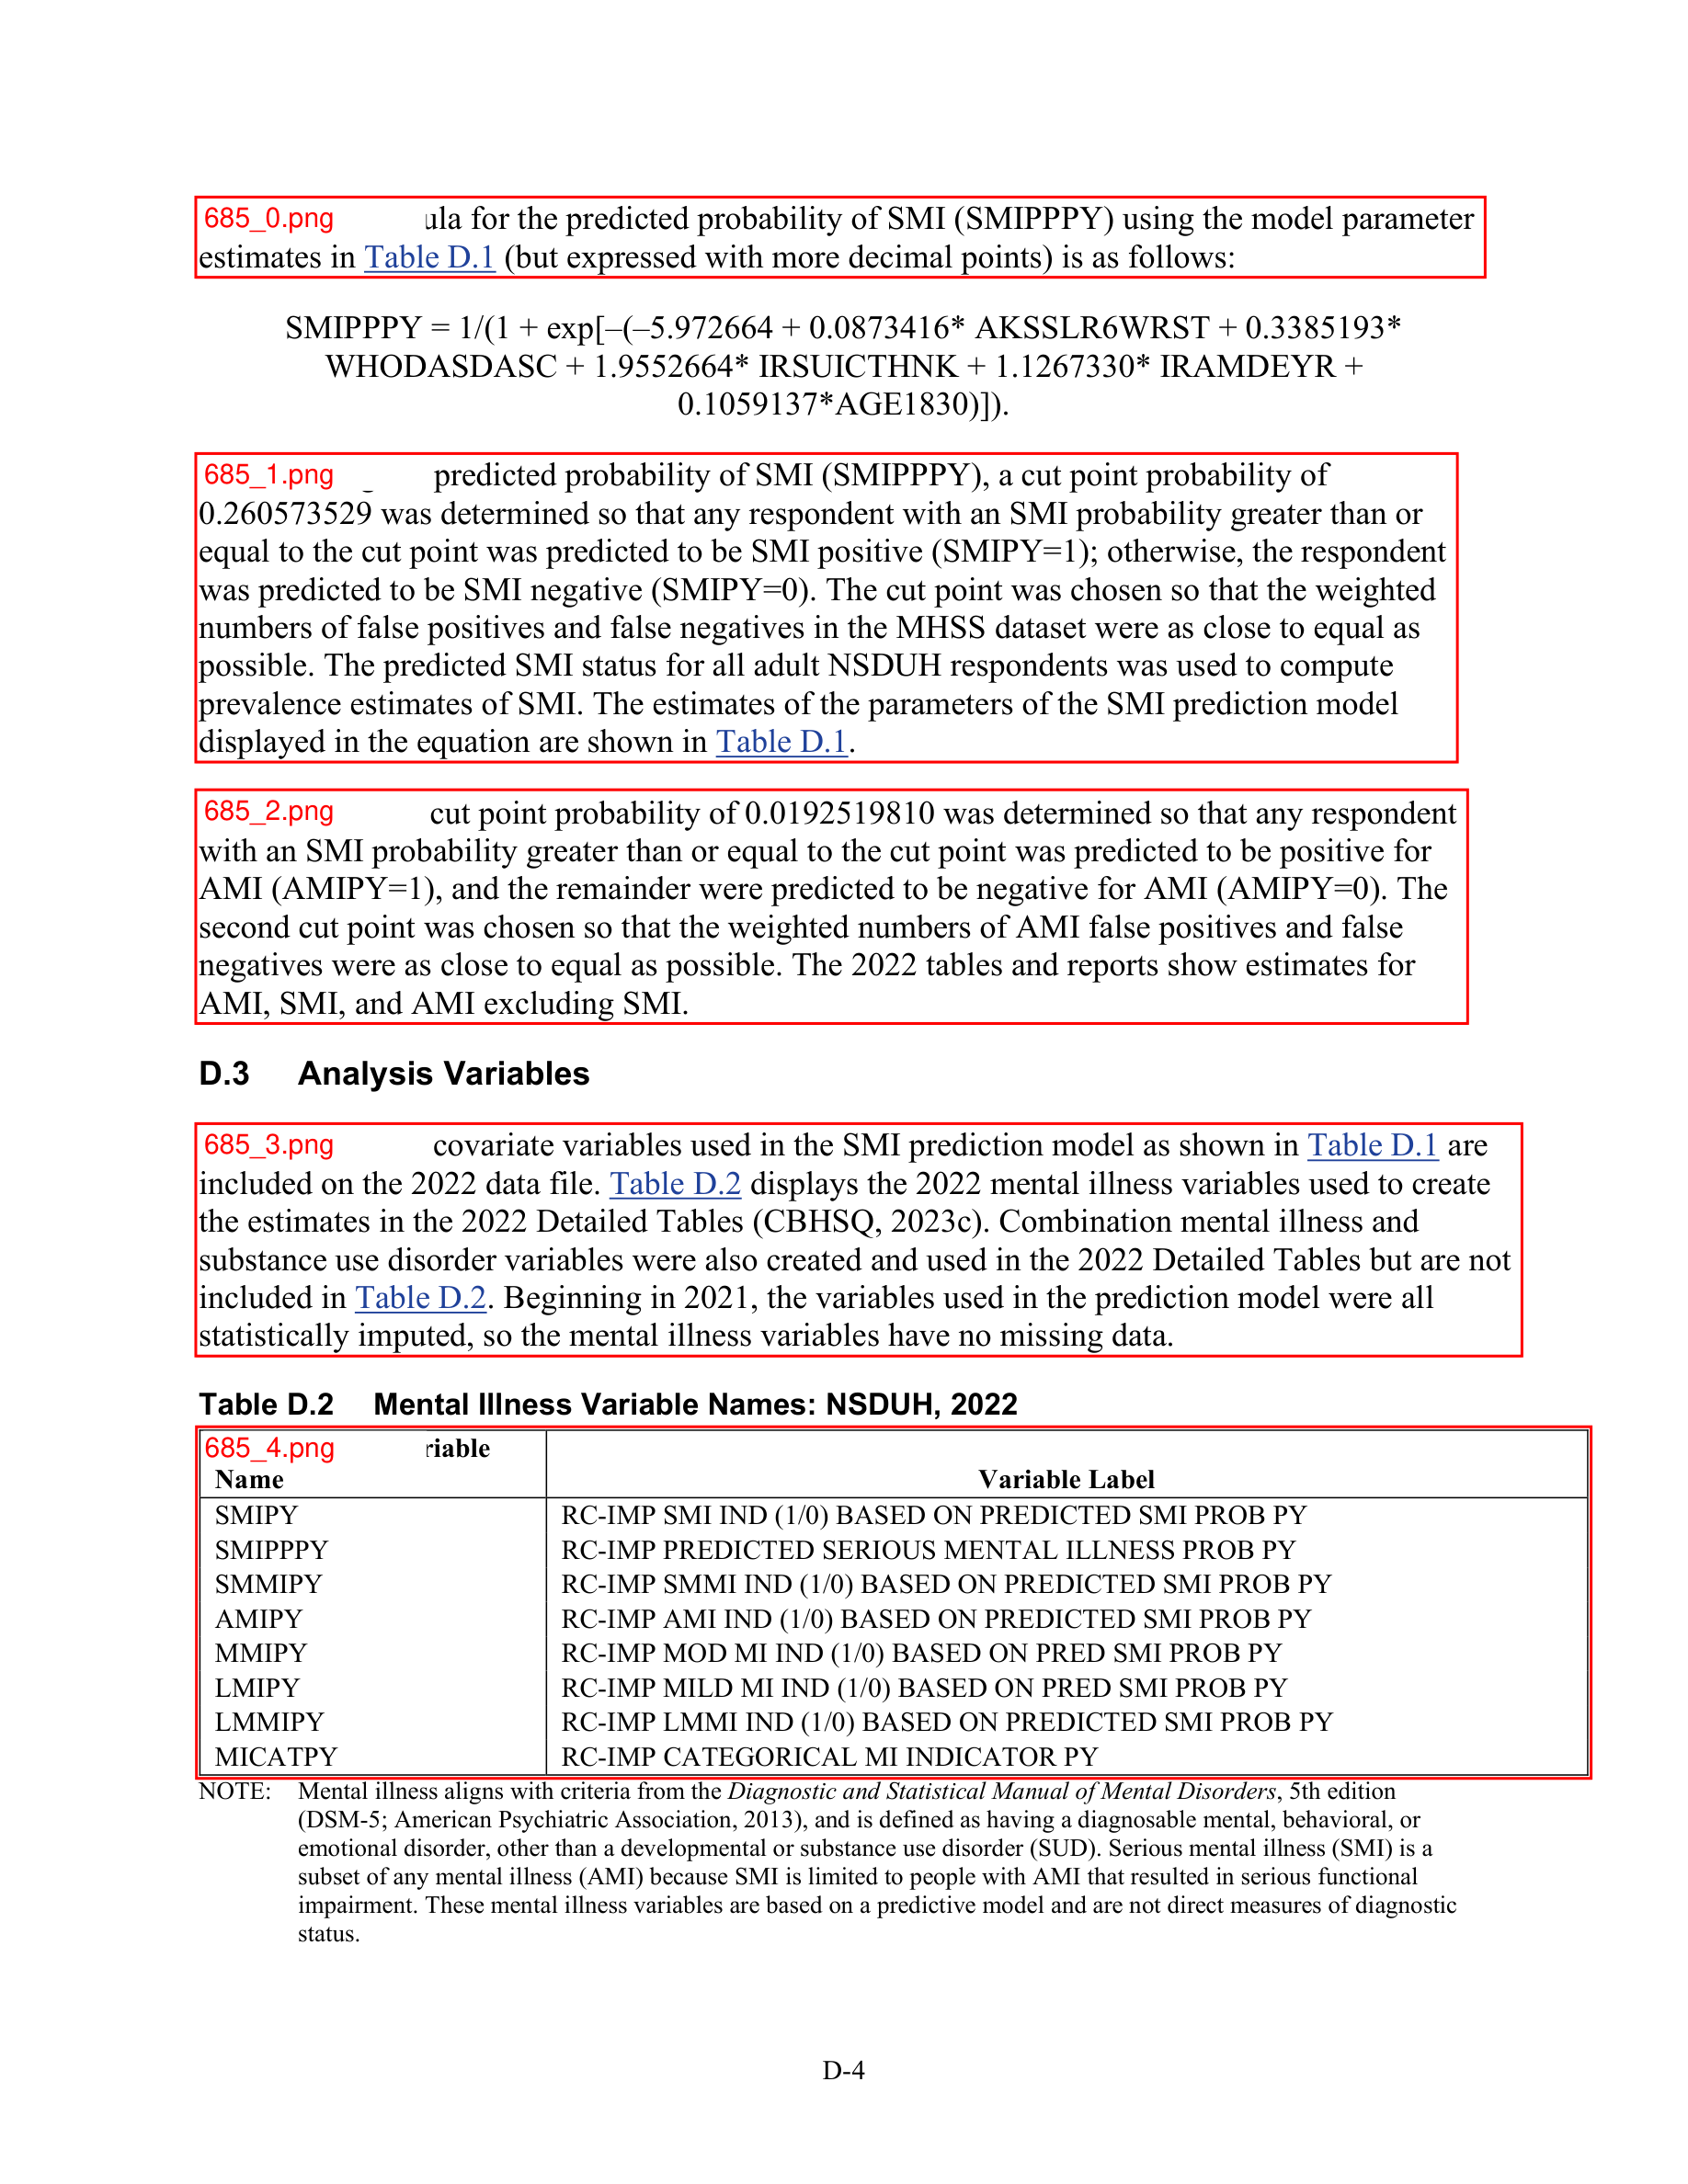 685_0.png for the predicted probability of SMI (SMIPPPY) using the model parameter
estimates in Table D.1 (but expressed with more decimal points) is as follows:
SMIPPPY = 1/(1 + exp[–(–5.972664 + 0.0873416* AKSSLR6WRST + 0.3385193*
WHODASDASC + 1.9552664* IRSUICTHNK + 1.1267330* IRAMDEYR +
0.1059137*AGE1830)]).
685_1.png predicted probability of SMI (SMIPPPY), a cut point probability of
0.260573529 was determined so that any respondent with an SMI probability greater than or
equal to the cut point was predicted to be SMI positive (SMIPY=1); otherwise, the respondent
was predicted to be SMI negative (SMIPY=0). The cut point was chosen so that the weighted
numbers of false positives and false negatives in the MHSS dataset were as close to equal as
possible. The predicted SMI status for all adult NSDUH respondents was used to compute
prevalence estimates of SMI. The estimates of the parameters of the SMI prediction model
displayed in the equation are shown in Table D.1.
685_2.png cut point probability of 0.0192519810 was determined so that any respondent
with an SMI probability greater than or equal to the cut point was predicted to be positive for
AMI (AMIPY=1), and the remainder were predicted to be negative for AMI (AMIPY=0). The
second cut point was chosen so that the weighted numbers of AMI false positives and false
negatives were as close to equal as possible. The 2022 tables and reports show estimates for
AMI, SMI, and AMI excluding SMI.
D.3 Analysis Variables
685_3.png covariate variables used in the SMI prediction model as shown in Table D.1 are
included on the 2022 data file. Table D.2 displays the 2022 mental illness variables used to create
the estimates in the 2022 Detailed Tables (CBHSQ, 2023c). Combination mental illness and
substance use disorder variables were also created and used in the 2022 Detailed Tables but are not
included in Table D.2. Beginning in 2021, the variables used in the prediction model were all
statistically imputed, so the mental illness variables have no missing data.
Table D.2 Mental Illness Variable Names: NSDUH, 2022
685_4.png
Name Variable Label
SMIPY RC-IMP SMI IND (1/0) BASED ON PREDICTED SMI PROB PY
SMIPPPY RC-IMP PREDICTED SERIOUS MENTAL ILLNESS PROB PY
SMMIPY RC-IMP SMMI IND (1/0) BASED ON PREDICTED SMI PROB PY
AMIPY RC-IMP AMI IND (1/0) BASED ON PREDICTED SMI PROB PY
MMIPY RC-IMP MOD MI IND (1/0) BASED ON PRED SMI PROB PY
LMIPY RC-IMP MILD MI IND (1/0) BASED ON PRED SMI PROB PY
LMMIPY RC-IMP LMMI IND (1/0) BASED ON PREDICTED SMI PROB PY
MICATPY RC-IMP CATEGORICAL MI INDICATOR PY
NOTE: Mental illness aligns with criteria from the Diagnostic and Statistical Manual of Mental Disorders, 5th edition
(DSM-5; American Psychiatric Association, 2013), and is defined as having a diagnosable mental, behavioral, or
emotional disorder, other than a developmental or substance use disorder (SUD). Serious mental illness (SMI) is a
subset of any mental illness (AMI) because SMI is limited to people with AMI that resulted in serious functional
impairment. These mental illness variables are based on a predictive model and are not direct measures of diagnostic
status.
D-4